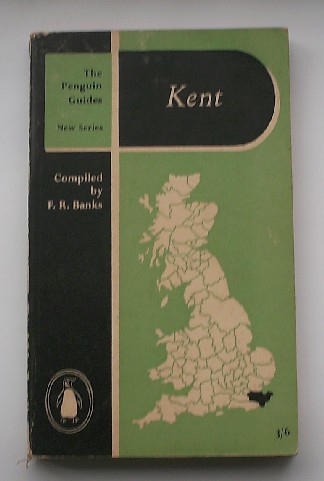 The
Penguin
Guides
New Series
Kent
Compiled
by
F. R. Banks
3/6